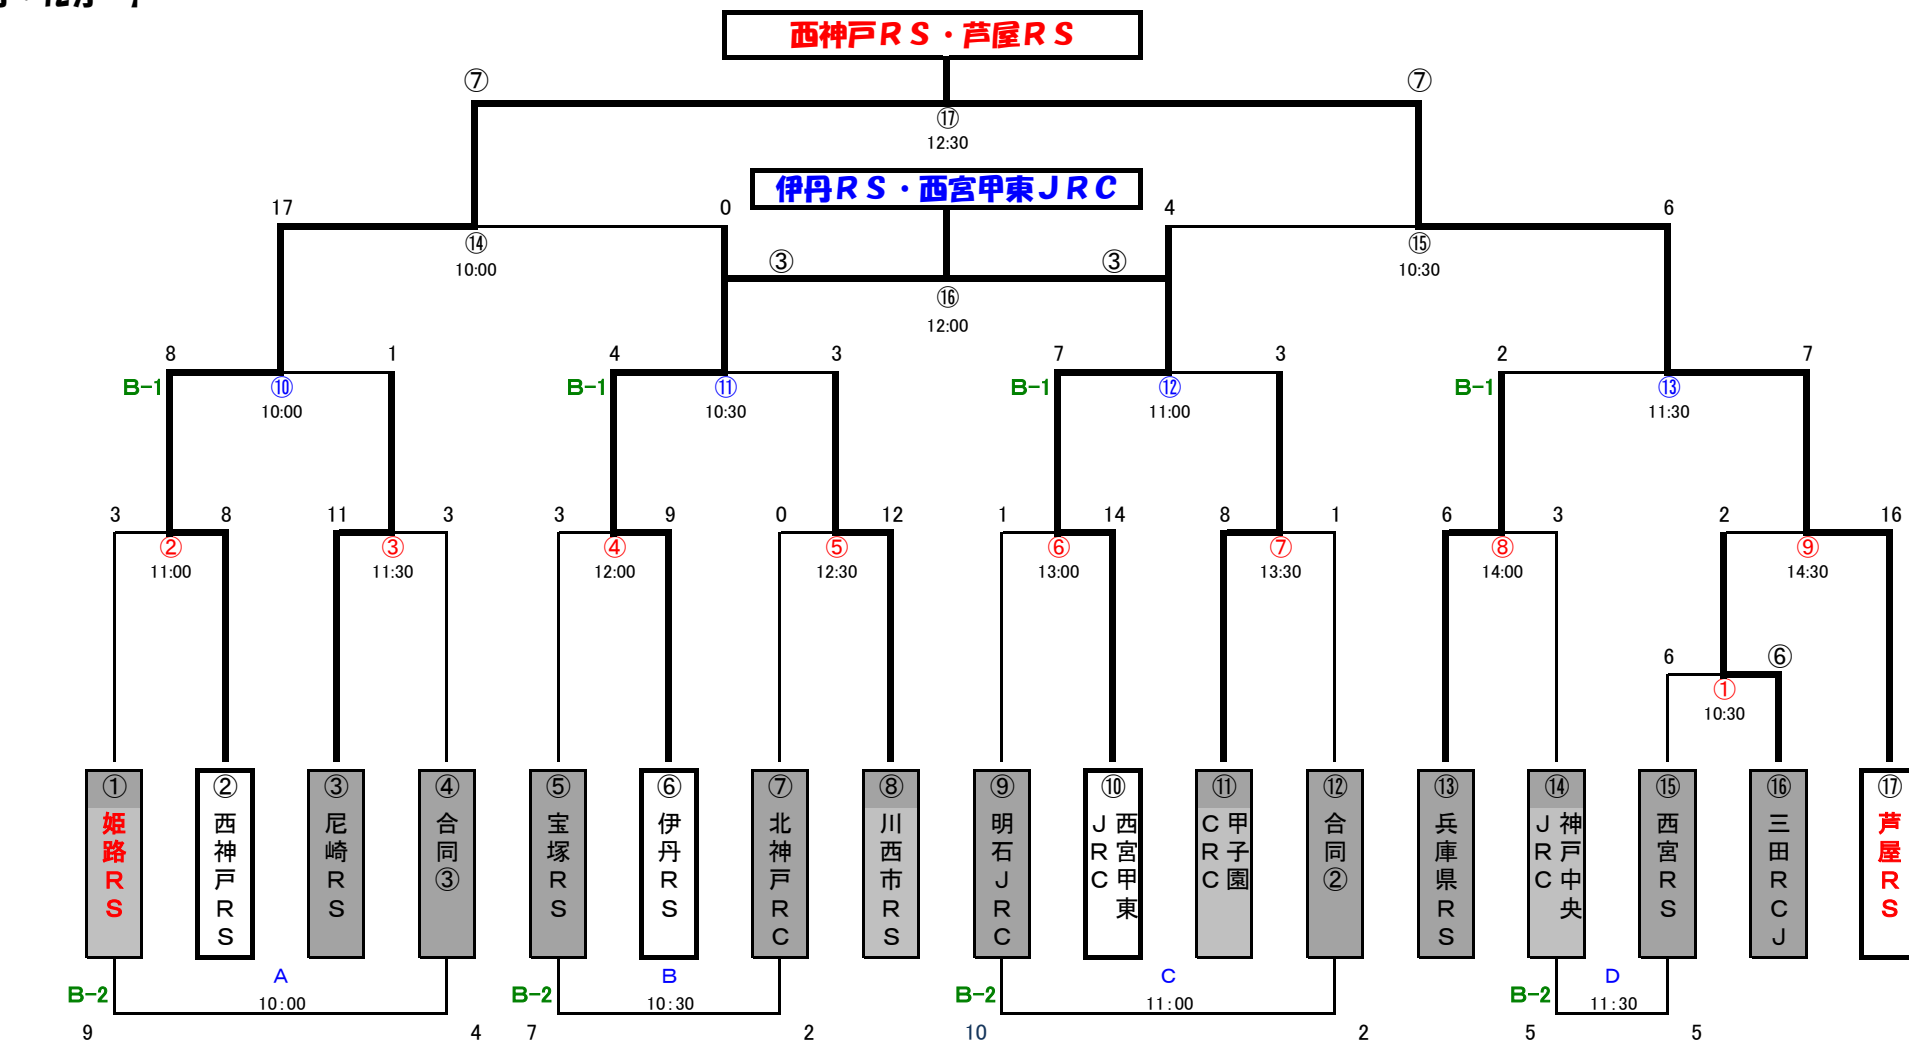 西神戸ＲＳ・芦屋ＲＳ
⑦ ⑦
⑰
12:30
伊丹ＲＳ・西宮甲東ＪＲＣ
17 0 4 6
⑭ ⑮
10:00 10:30
③ ③
⑯
12:00
8 1 4 3 7 3 2 7
B-1 ⑩ B-1 ⑪ B-1 ⑫ B-1 ⑬
10:00 10:30 11:00 11:30
3 8 11 3 3 9 0 12 1 14 8 1 6 3 2 16
② ③ ④ ⑤ ⑥ ⑦ ⑧ ⑨
11:00 11:30 12:00 12:30 13:00 13:30 14:00 14:30
6 ⑥
①
10:30
① 姫路ＲＳ
② 西神戸ＲＳ
③ 尼崎ＲＳ
④ 合同③
⑤ 宝塚ＲＳ
⑥ 伊丹ＲＳ
⑦ 北神戸ＲＣ
⑧ 川西市ＲＳ
⑨ 明石ＪＲＣ
⑩ 西宮甲東ＪＲＣ
⑪ 甲子園ＣＲＣ
⑫ 合同②
⑬ 兵庫県ＲＳ
⑭ 神戸中央ＪＲＣ
⑮ 西宮ＲＳ
⑯ 三田ＲＣＪ
⑰ 芦屋ＲＳ
A B C D
B-2 10:00 B-2 10:30 B-2 11:00 B-2 11:30
9 4 7 2 10 2 5 5